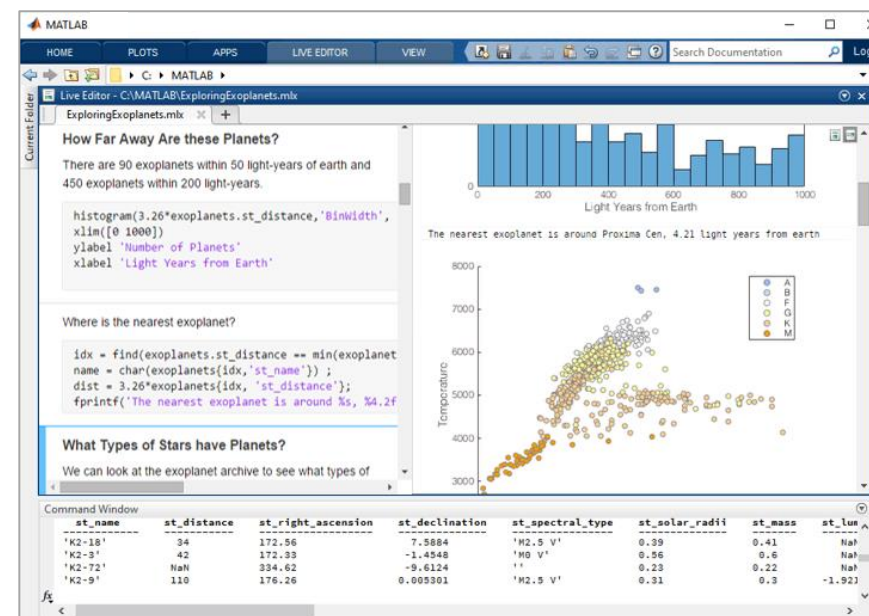 MATLAB
HOME PLOTS APPS LIVE EDITOR VIEW Search Documentation Log
C: MATLAB
Live Editor - C:\MATLAB\ExploringExoplanets.mlx
Current Folder
ExploringExoplanets.mlx
How Far Away Are these Planets?
There are 90 exoplanets within 50 light-years of earth and
450 exoplanets within 200 light-years.
histogram(3.26*exoplanets.st_distance,'BinWidth',
xlim([0 1000])
ylabel 'Number of Planets'
xlabel 'Light Years from Earth'
Where is the nearest exoplanet?
idx = find(exoplanets.st_distance == min(exoplanet
name = char(exoplanets{idx,'st_name'}) ;
dist = 3.26*exoplanets{idx, 'st_distance'};
fprintf('The nearest exoplanet is around %s, %4.2f
What Types of Stars have Planets?
We can look at the exoplanet archive to see what types of
0
0 200 400 600 800 1000
Light Years from Earth
The nearest exoplanet is around Proxima Cen, 4.21 light years from earth
8000
7000
6000
5000
4000
3000
Temperature
A
B
F
G
K
M
Command Window
st_name st_distance st_right_ascension st_declination st_spectral_type st_solar_radii st_mass st_lum
'K2-18' 34 172.56 7.5884 'M2.5 V' 0.39 0.41 NaN
'K2-3' 42 172.33 -1.4548 'M0 V' 0.56 0.6 NaN
'K2-72' NaN 334.62 -9.6124 '' 0.23 0.22 NaN
'K2-9' 110 176.26 0.005301 'M2.5 V' 0.31 0.3 -1.921
fx